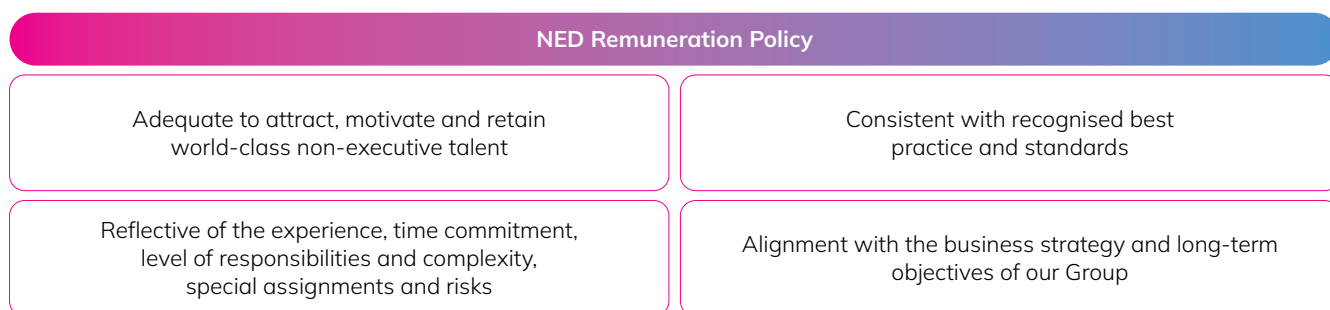 NED Remuneration Policy
Adequate to attract, motivate and retain
world-class non-executive talent
Consistent with recognised best
practice and standards
Reflective of the experience, time commitment,
level of responsibilities and complexity,
special assignments and risks
Alignment with the business strategy and long-term
objectives of our Group